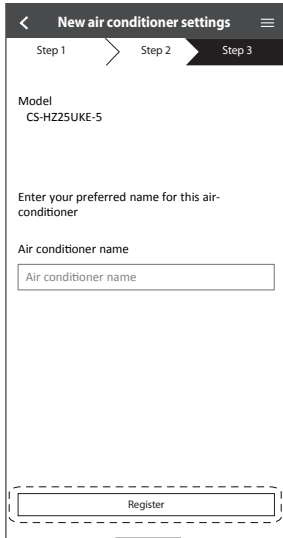 New air conditioner settings
Step 1
Step 2
Step 3
Model
CS-HZ25UKE-5
Enter your preferred name for this air-
conditioner
Air conditioner name
Air conditioner name
Register